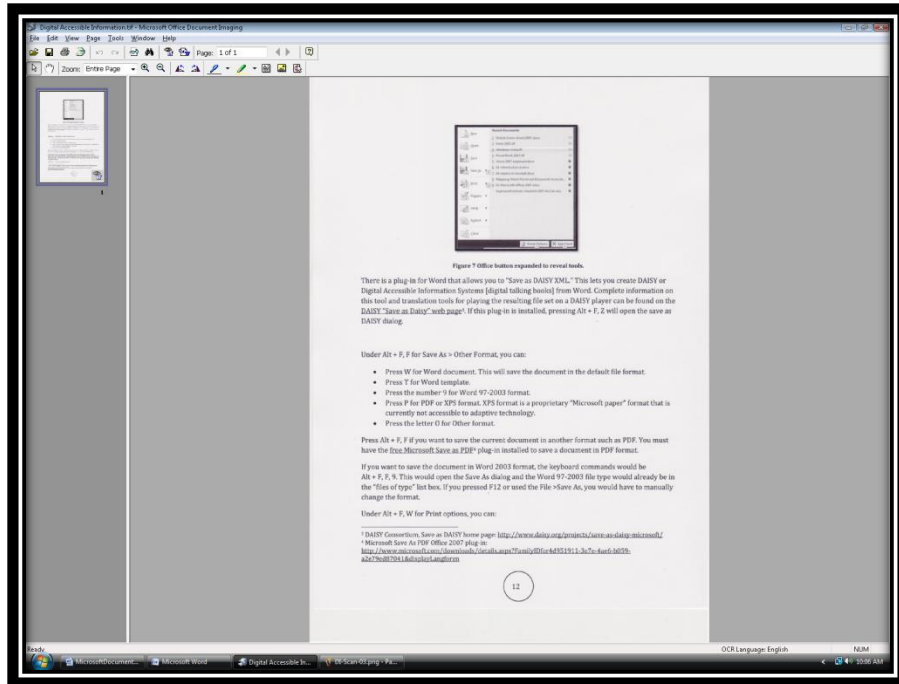 Digital Accessible Information.tif - Microsoft Office Document Imaging
File Edit View Page Tools Window Help
Page: 1 of 1
Zoom: Entire Page
1
Recent Documents
Figure 7 Office button expanded to reveal tools.
There is a plug-in for Word that allows you to "Save as DAISY XML." This lets you create DAISY or
Digital Accessible Information Systems [digital talking books] from Word. Complete information on
this tool and translation tools for playing the resulting file set on a DAISY player can be found on the
DAISY "Save as Daisy" web page⁵. If this plug-in is installed, pressing Alt + F, Z will open the save as
DAISY dialog.
Under Alt + F, F for Save As > Other Format, you can:
• Press W for Word document. This will save the document in the default file format.
• Press T for Word template.
• Press the number 9 for Word 97-2003 format.
• Press P for PDF or XPS format. XPS format is a proprietary "Microsoft paper" format that is
currently not accessible to adaptive technology.
• Press the letter O for Other format.
Press Alt + F, F if you want to save the current document in another format such as PDF. You must
have the free Microsoft Save as PDF⁶ plug-in installed to save a document in PDF format.
If you want to save the document in Word 2003 format, the keyboard commands would be
Alt + F, F, 9. This would open the Save As dialog and the Word 97-2003 file type would already be in
the "files of type" list box. If you pressed F12 or used the File >Save As, you would have to manually
change the format.
Under Alt + F, W for Print options, you can:
⁵ DAISY Consortium, Save as DAISY home page: http://www.daisy.org/projects/save-as-daisy-microsoft/
⁶ Microsoft Save As PDF Office 2007 plug-in:
12
Ready
OCR Language: English
NUM
MicrosoftDocument...
Microsoft Word
Digital Accessible In...
DI-Scan-03.png - Pa...
10:06 AM